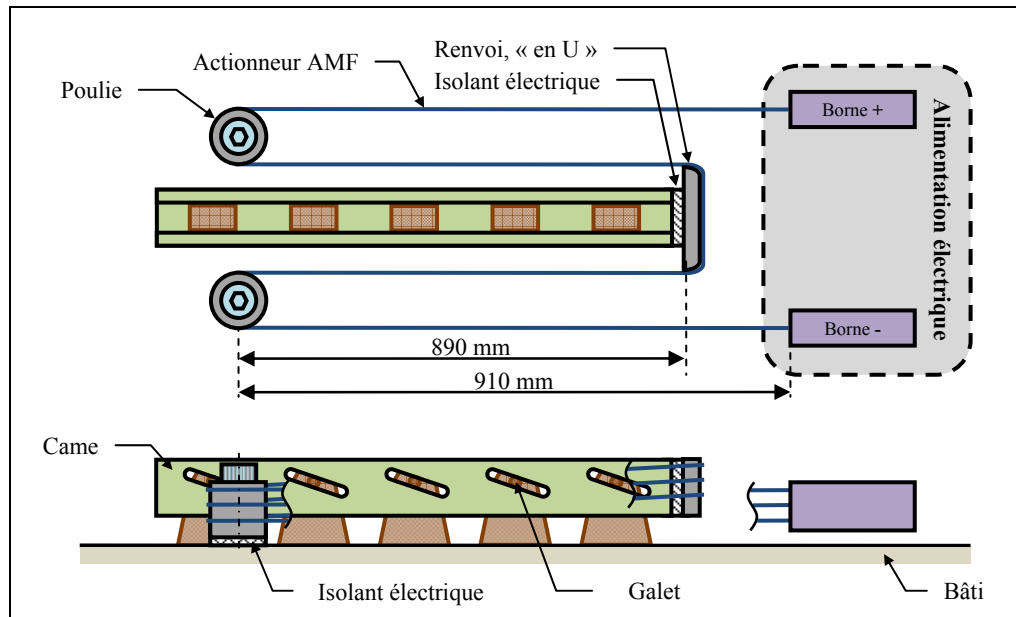 Renvoi, « en U »
Actionneur AMF
Isolant électrique
Poulie
Borne +
Alimentation électrique
Borne -
890 mm
910 mm
Came
Isolant électrique
Galet
Bâti